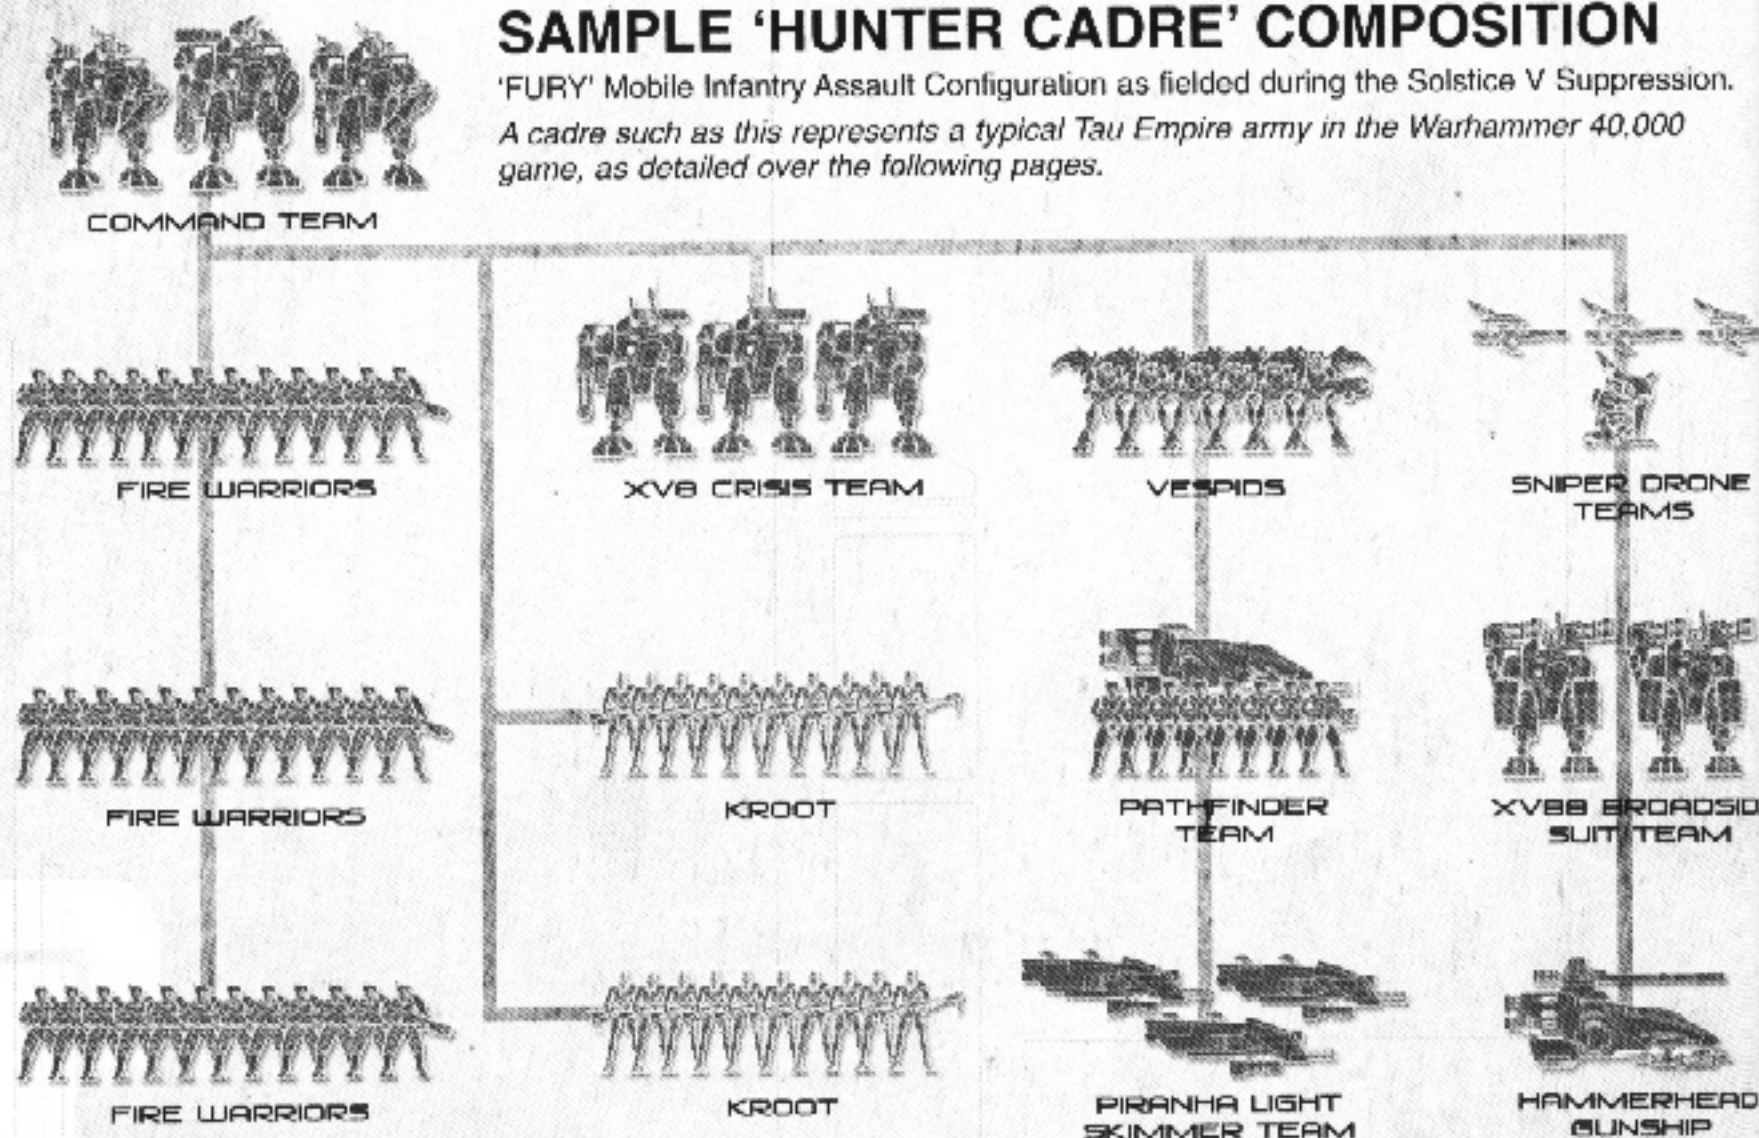 SAMPLE ‘HUNTER CADRE’ COMPOSITION
‘FURY’ Mobile Infantry Assault Configuration as fielded during the Solstice V Suppression.
A cadre such as this represents a typical Tau Empire army in the Warhammer 40,000
game, as detailed over the following pages.
COMMAND TEAM
FIRE WARRIORS
XV8 CRISIS TEAM
VESPIDS
SNIPER DRONE
TEAMS
FIRE WARRIORS
KROOT
PATHFINDER
TEAM
XV88 BROADSID
SUIT TEAM
FIRE WARRIORS
KROOT
PIRANHA LIGHT
SKIMMER TEAM
HAMMERHEAD
GUNSHIP